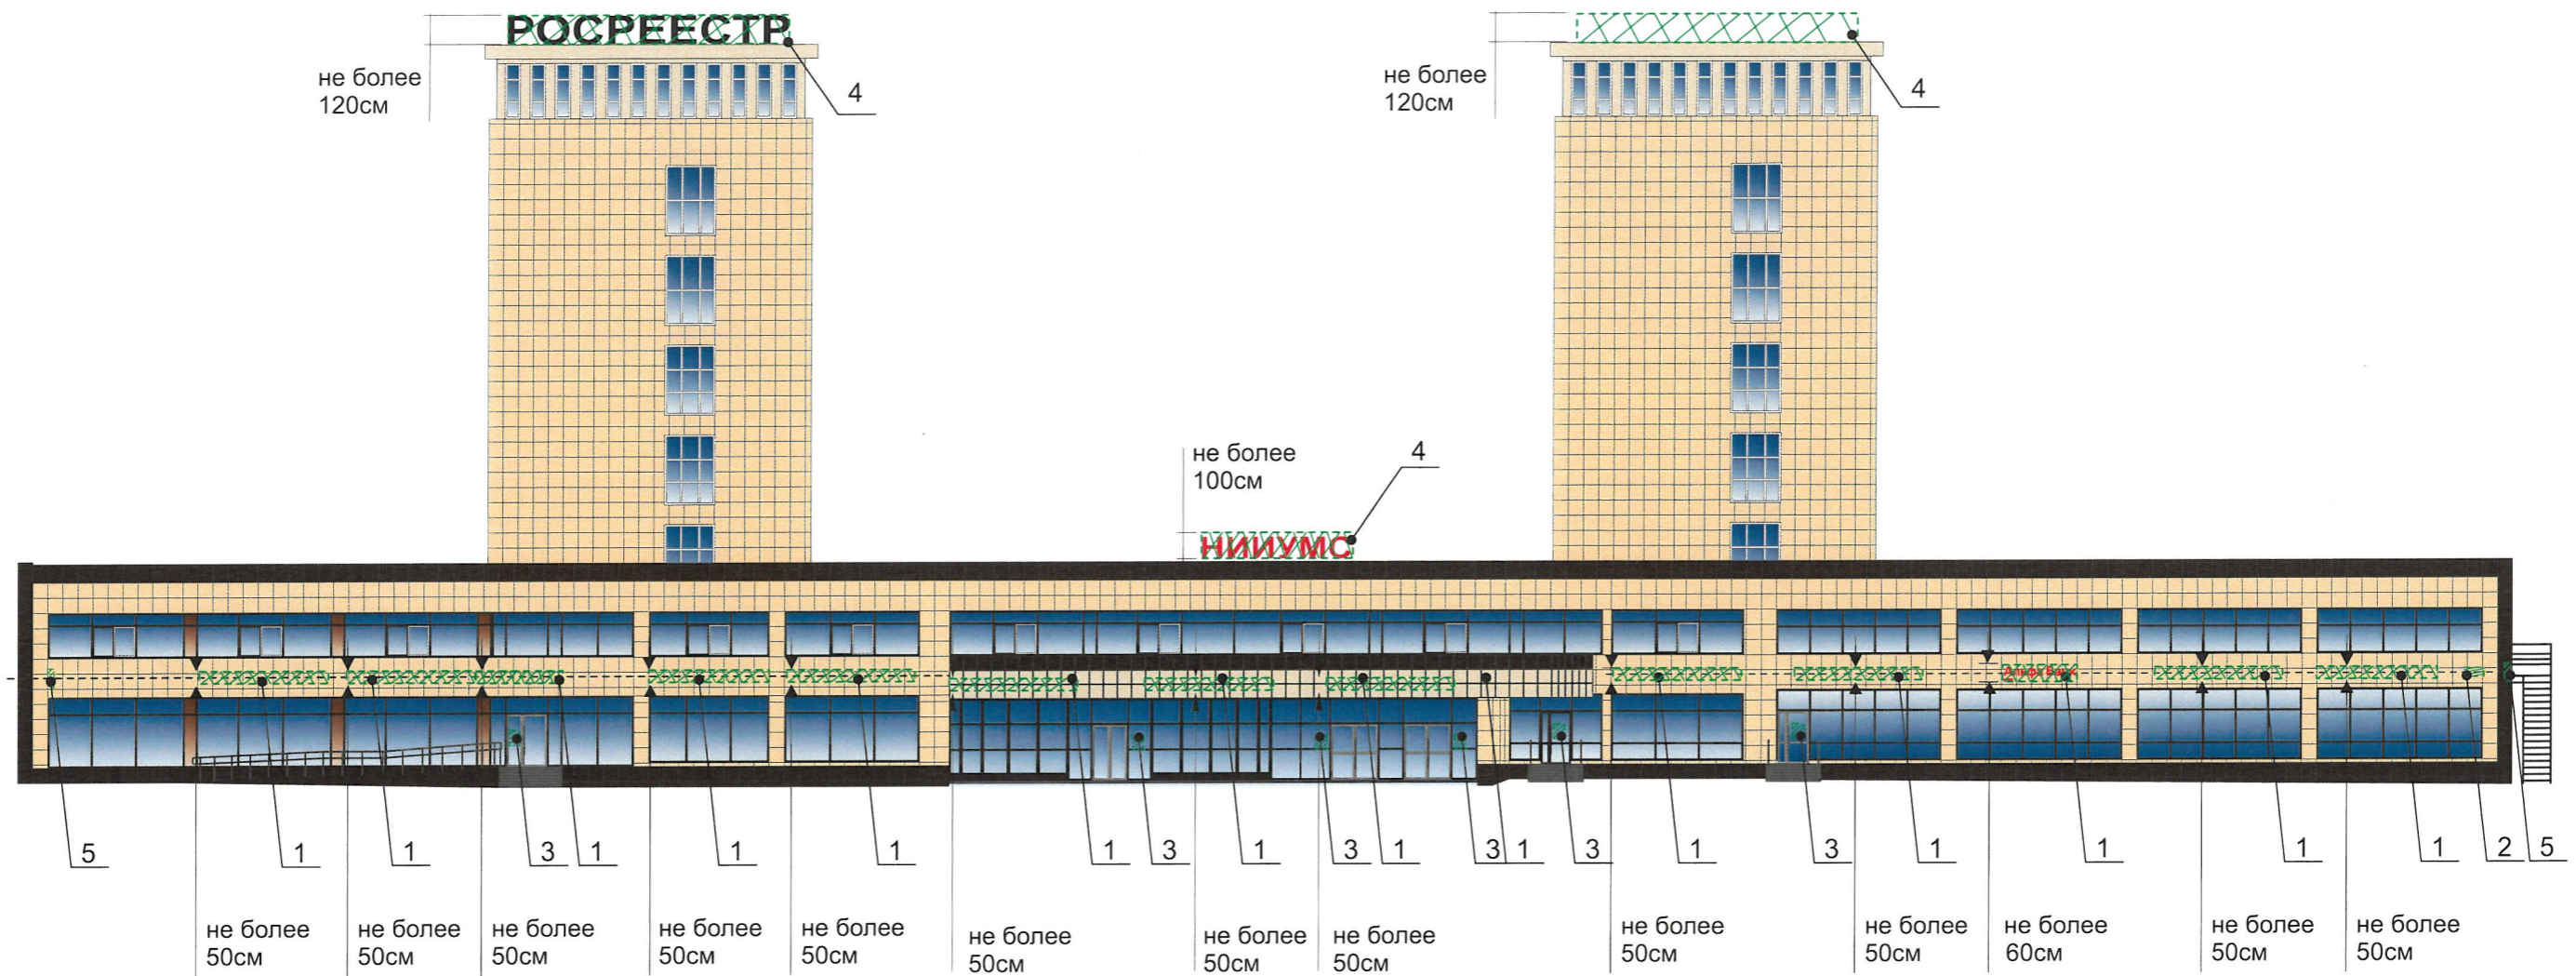 РОСРЕЕСТР
не более
120см
4
не более
120см
4
не более
100см
4
НИИУМС
Альфа Банк
5
1
1
3
1
1
1
1
3
1
3
1
3
1
3
1
3
1
1
1
1
2
5
не более
50см
не более
50см
не более
50см
не более
50см
не более
50см
не более
50см
не более
50см
не более
50см
не более
50см
не более
50см
не более
60см
не более
50см
не более
50см